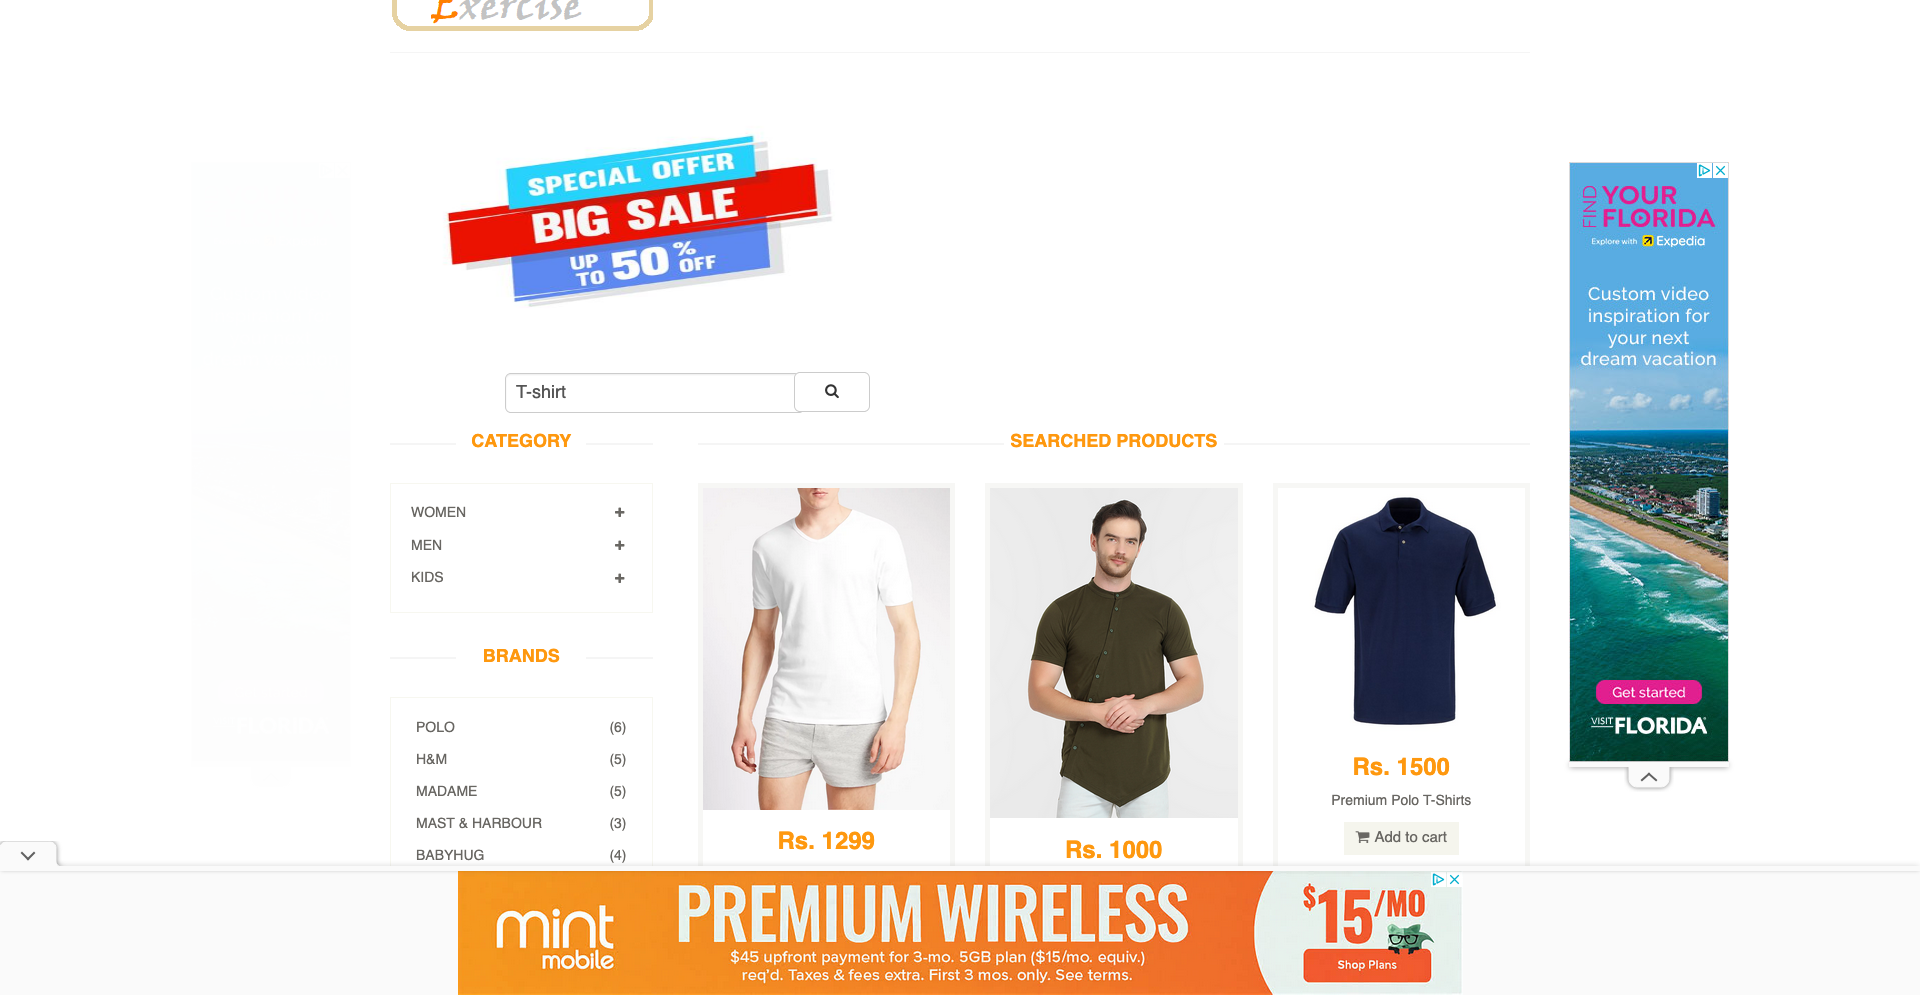 Exercise
SPECIAL OFFER
BIG SALE
UP TO 50% OFF
T-shirt
CATEGORY
WOMEN
MEN
KIDS
BRANDS
POLO (6)
H&M (5)
MADAME (5)
MAST & HARBOUR (3)
BABYHUG (4)
SEARCHED PRODUCTS
Rs. 1299
Rs. 1000
Rs. 1500
Premium Polo T-Shirts
Add to cart
FIND YOUR FLORIDA
Explore with Expedia
Custom video
inspiration for
your next
dream vacation
Get started
VISIT FLORIDA
mint
mobile
PREMIUM WIRELESS
$45 upfront payment for 3-mo. 5GB plan ($15/mo. equiv.)
req'd. Taxes & fees extra. First 3 mos. only. See terms.
$15/MO
Shop Plans